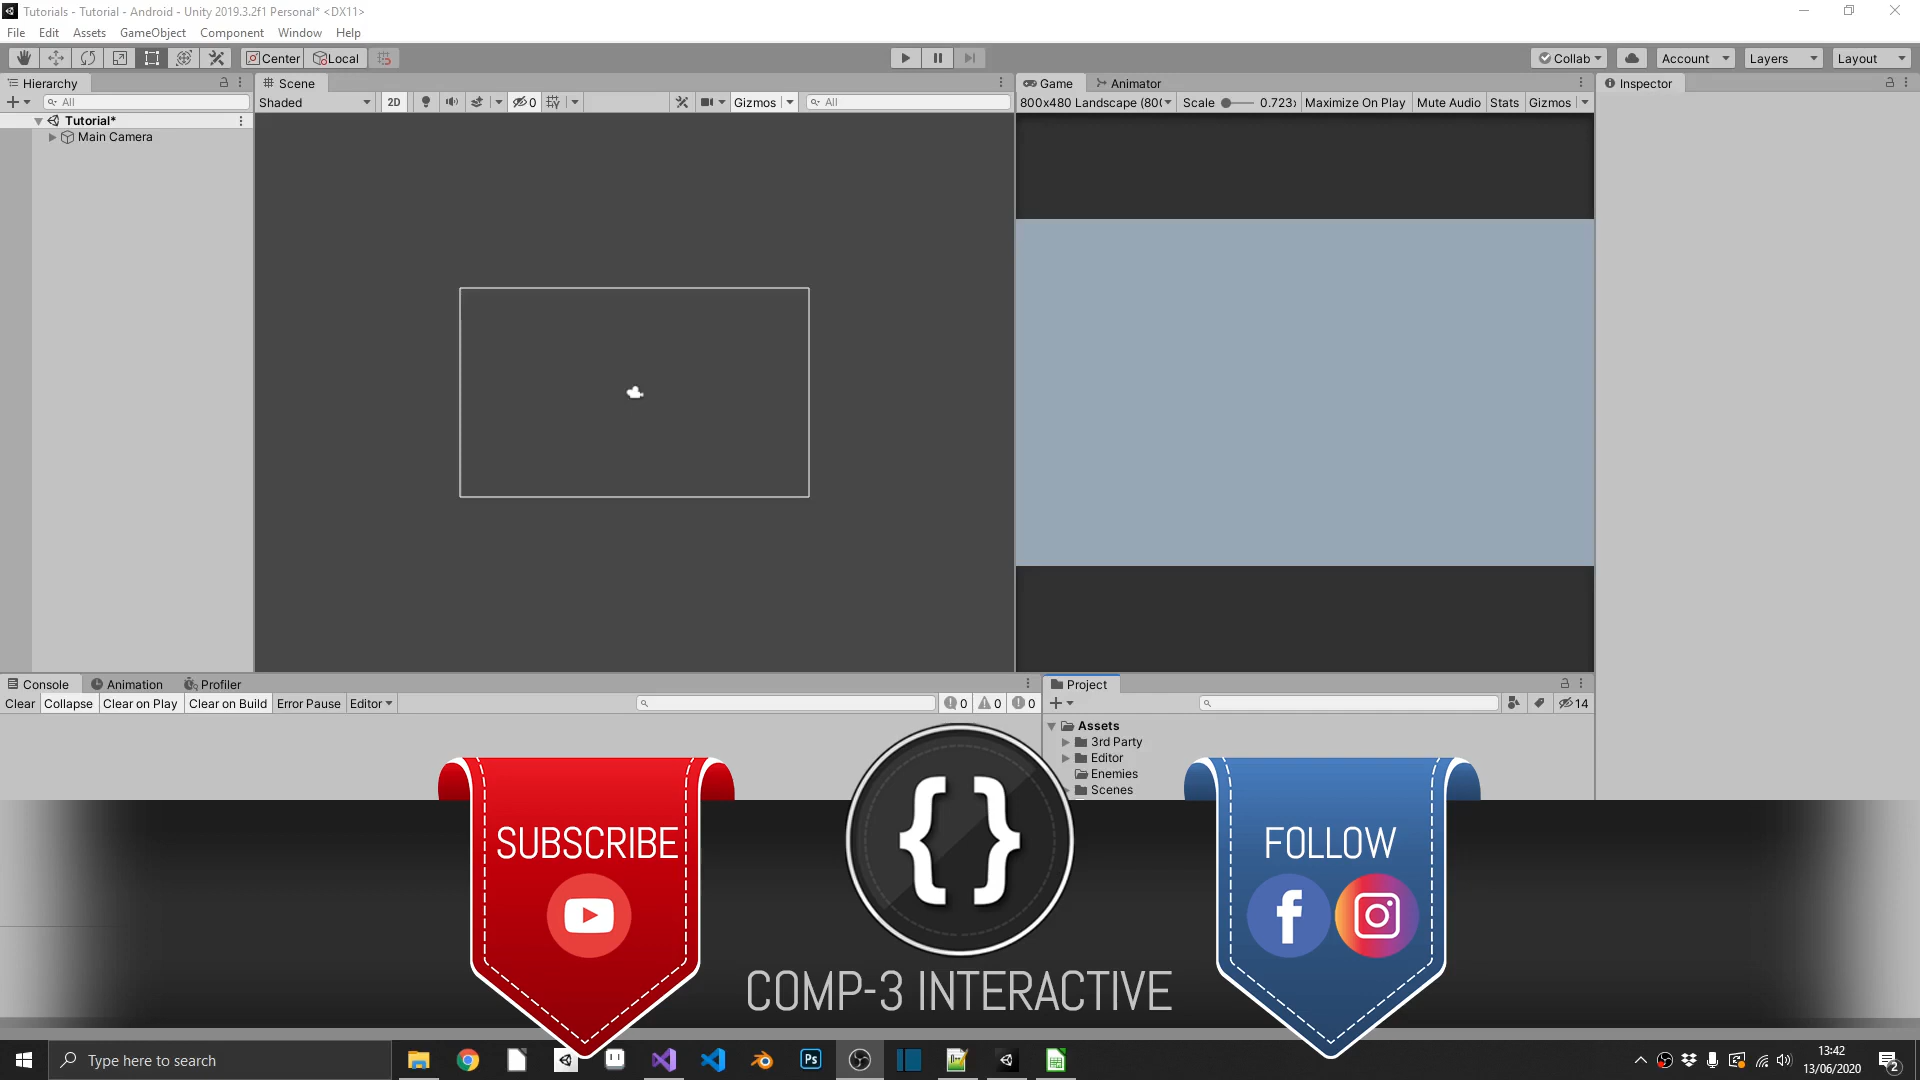 Tutorials - Tutorial - Android - Unity 2019.3.2f1 Personal* <DX11>
File Edit Assets GameObject Component Window Help
Center Local Collab Account Layers Layout
Hierarchy
All
Tutorial*
Main Camera
Scene
Shaded 2D 0 Gizmos All
Game Animator
800x480 Landscape (80( Scale 0.723x Maximize On Play Mute Audio Stats Gizmos
Inspector
Console Animation Profiler
Clear Collapse Clear on Play Clear on Build Error Pause Editor 0 0 0
Project
14
Assets
3rd Party
Editor
Enemies
Scenes
SUBSCRIBE
{ }
COMP-3 INTERACTIVE
FOLLOW
f
Type here to search
Ps
13:42
13/06/2020
2